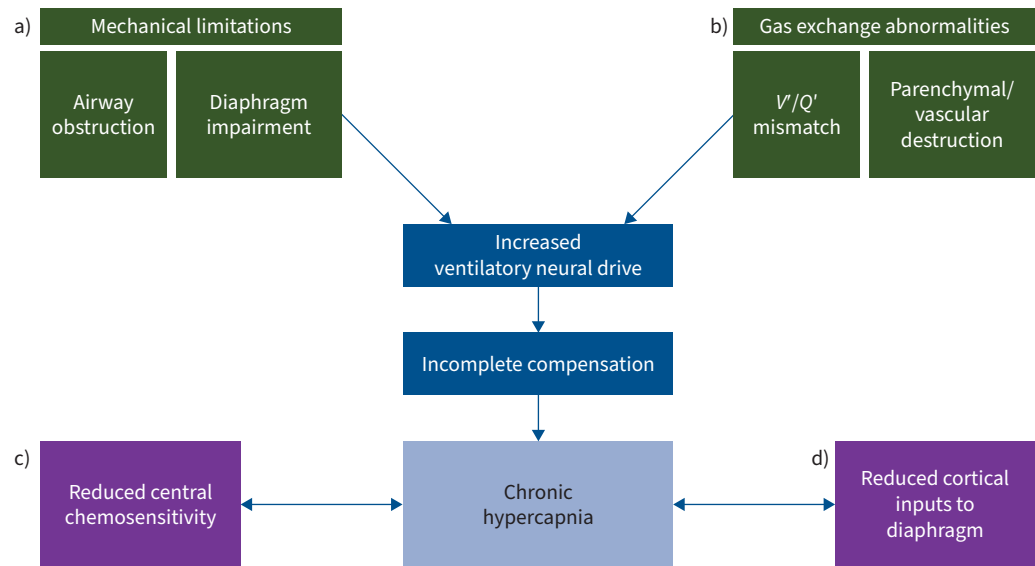 a)
Mechanical limitations
Airway
obstruction
Diaphragm
impairment
b)
Gas exchange abnormalities
V'/Q'
mismatch
Parenchymal/
vascular
destruction
Increased
ventilatory neural drive
Incomplete compensation
c)
Reduced central
chemosensitivity
Chronic
hypercapnia
d)
Reduced cortical
inputs to
diaphragm